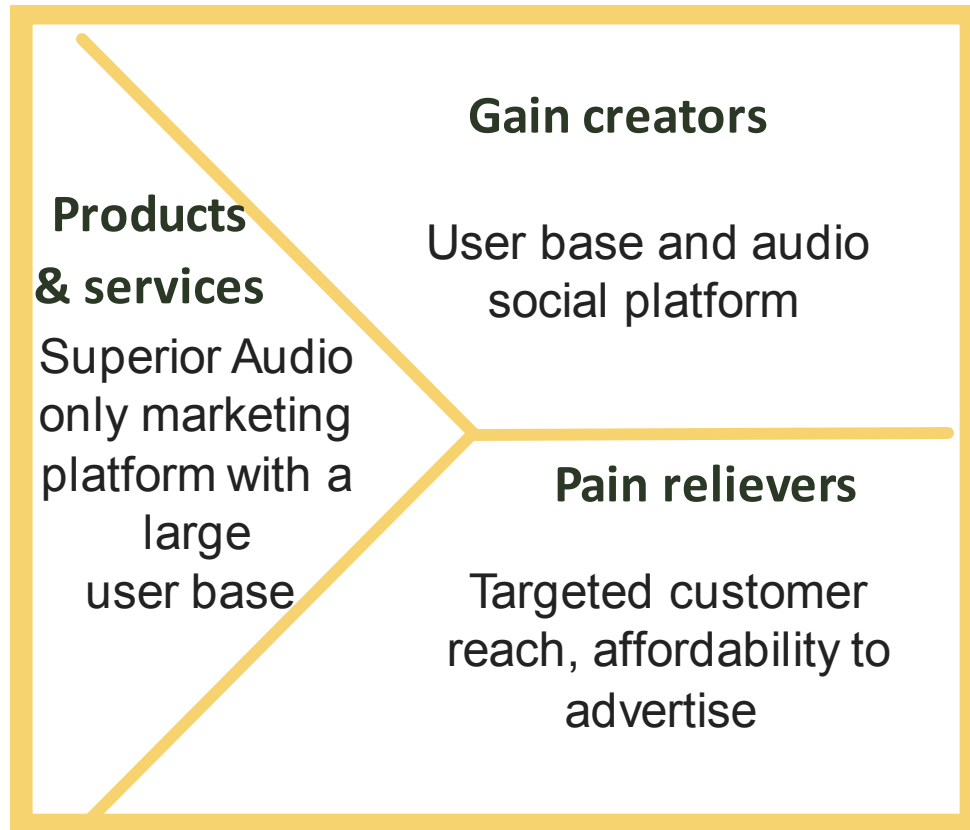 Products
& services
Superior Audio
only marketing
platform with a
large
user base
Gain creators
User base and audio
social platform
Pain relievers
Targeted customer
reach, affordability to
advertise